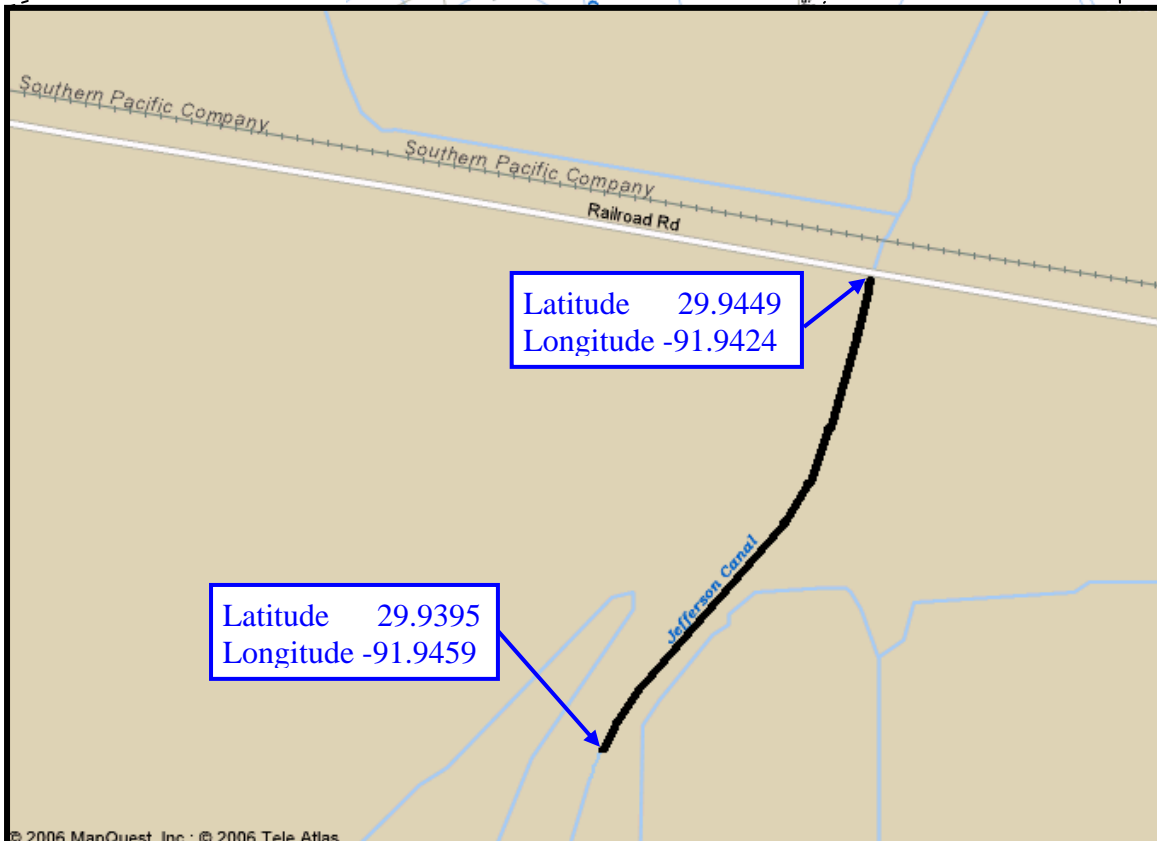 Southern Pacific Company
Southern Pacific Company
Railroad Rd
Latitude 29.9449
Longitude -91.9424
Jefferson Canal
Latitude 29.9395
Longitude -91.9459
© 2006 MapQuest, Inc.; © 2006 Tele Atlas